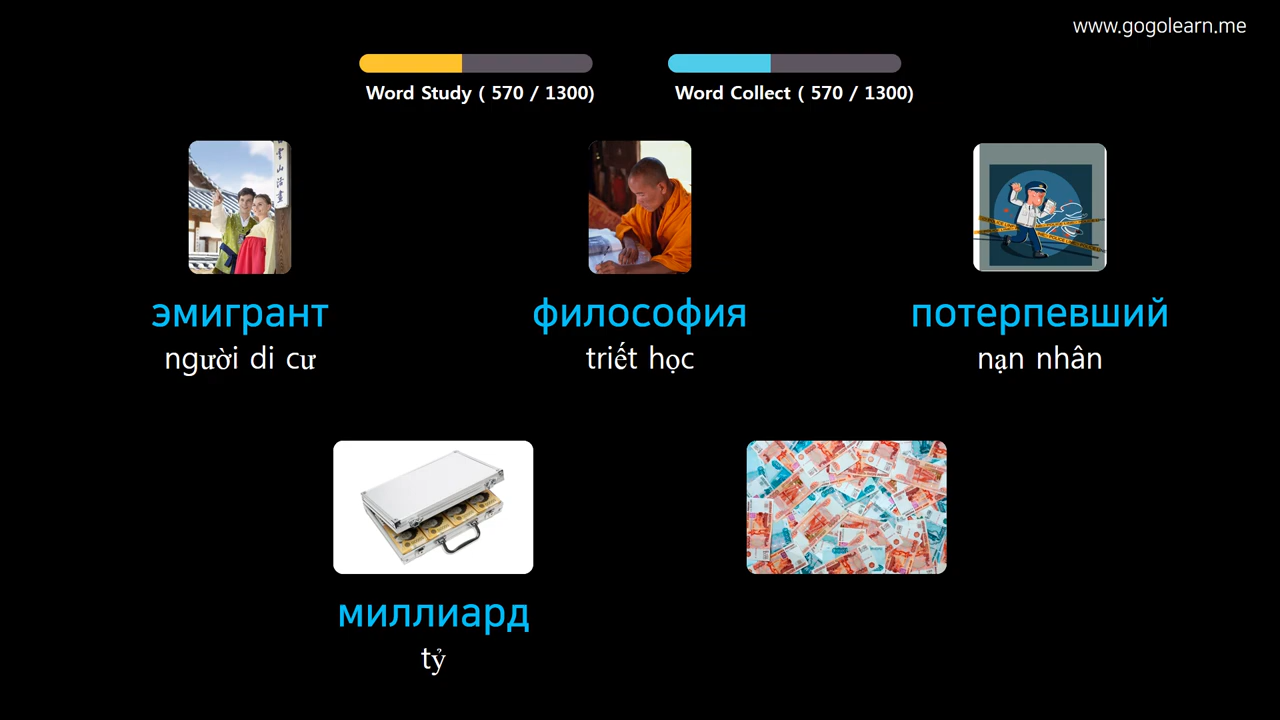 www.gogolearn.me
Word Study ( 570 / 1300)
Word Collect ( 570 / 1300)
эмигрант
người di cư
философия
triết học
потерпевший
nạn nhân
миллиард
tỷ